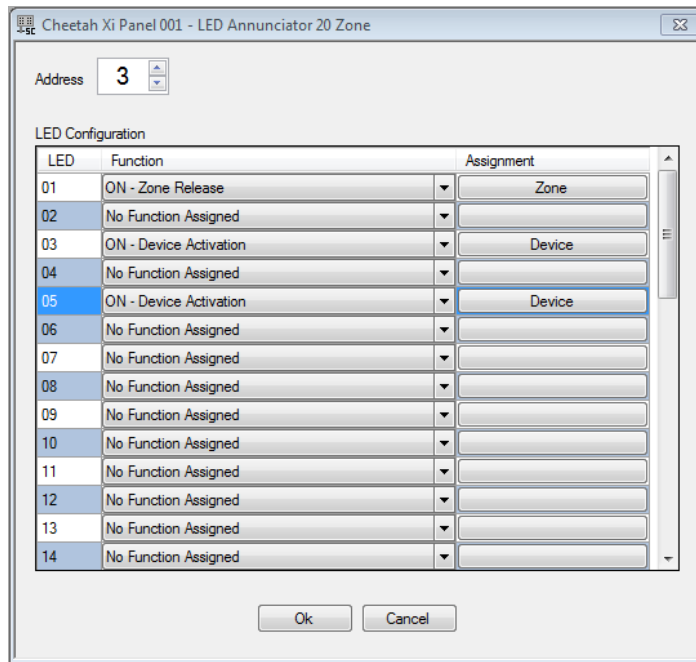 Cheetah Xi Panel 001 - LED Annunciator 20 Zone
Address 3
LED Configuration
LED Function Assignment
01 ON - Zone Release Zone
02 No Function Assigned
03 ON - Device Activation Device
04 No Function Assigned
05 ON - Device Activation Device
06 No Function Assigned
07 No Function Assigned
08 No Function Assigned
09 No Function Assigned
10 No Function Assigned
11 No Function Assigned
12 No Function Assigned
13 No Function Assigned
14 No Function Assigned
Ok Cancel